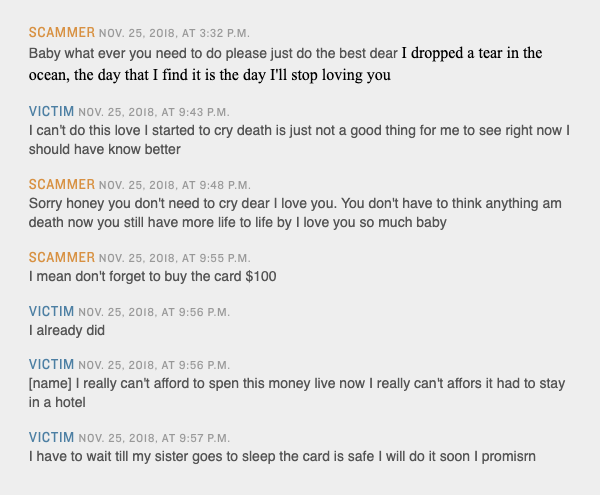 SCAMMER NOV. 25, 2018, AT 3:32 P.M.
Baby what ever you need to do please just do the best dear I dropped a tear in the
ocean, the day that I find it is the day I'll stop loving you
VICTIM NOV. 25, 2018, AT 9:43 P.M.
I can't do this love I started to cry death is just not a good thing for me to see right now I
should have know better
SCAMMER NOV. 25, 2018, AT 9:48 P.M.
Sorry honey you don't need to cry dear I love you. You don't have to think anything am
death now you still have more life to life by I love you so much baby
SCAMMER NOV. 25, 2018, AT 9:55 P.M.
I mean don't forget to buy the card $100
VICTIM NOV. 25, 2018, AT 9:56 P.M.
I already did
VICTIM NOV. 25, 2018, AT 9:56 P.M.
[name] I really can't afford to spen this money live now I really can't affors it had to stay
in a hotel
VICTIM NOV. 25, 2018, AT 9:57 P.M.
I have to wait till my sister goes to sleep the card is safe I will do it soon I promisrn